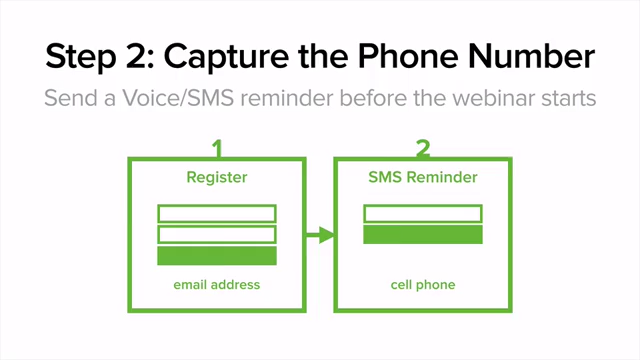 Step 2: Capture the Phone Number
Send a Voice/SMS reminder before the webinar starts
1
Register
email address
2
SMS Reminder
cell phone